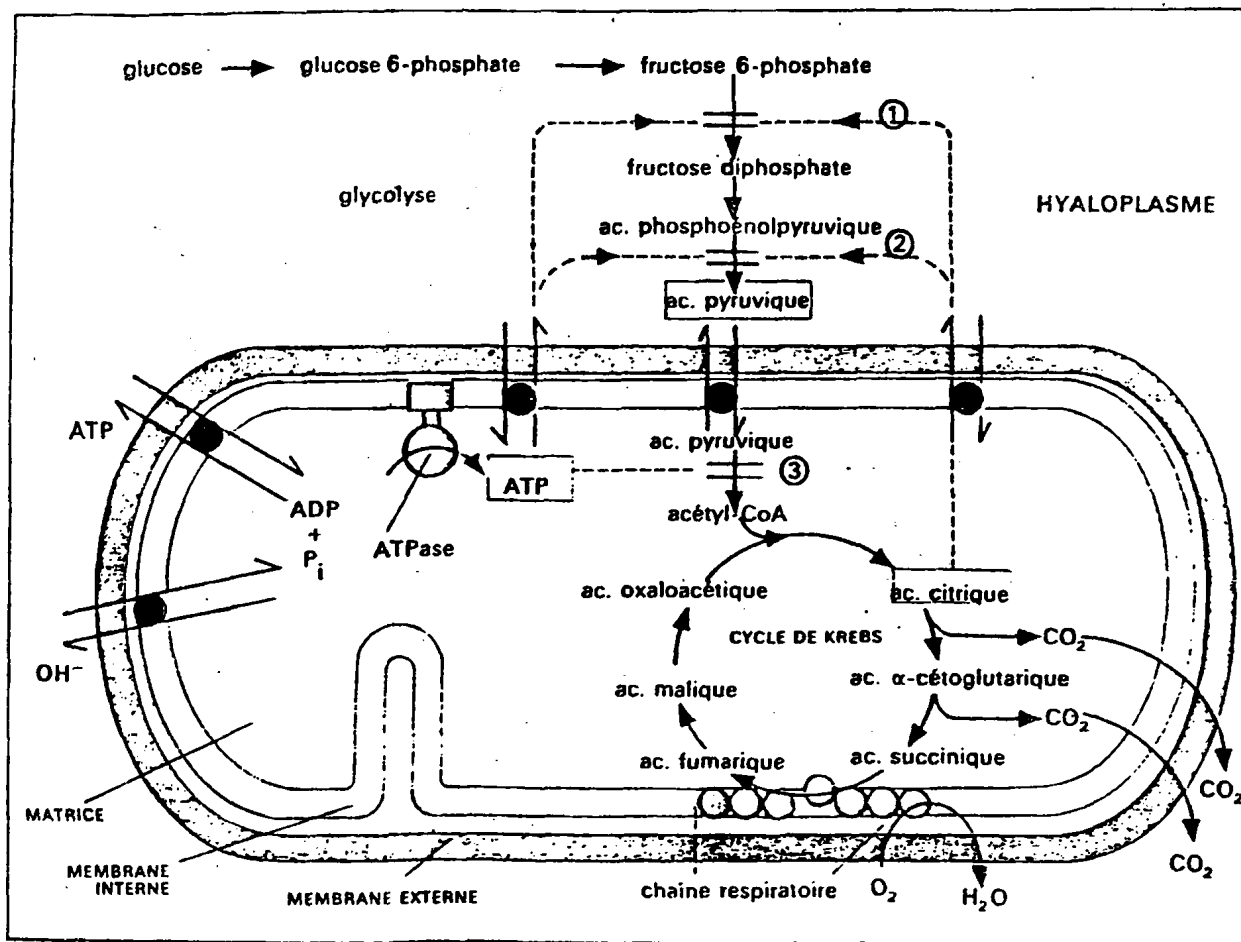 glucose → glucose 6-phosphate → fructose 6-phosphate
①
fructose diphosphate
glycolyse
HYALOPLASME
ac. phosphoénolpyruvique
②
ac. pyruvique
ATP
ac. pyruvique
③
ATP
ADP
+
Pi
ATPase
acétyl-CoA
ac. oxaloacétique
ac. citrique
CYCLE DE KREBS
CO₂
OH⁻
ac. malique
ac. α-cétoglutarique
CO₂
ac. fumarique
ac. succinique
CO₂
MATRICE
CO₂
MEMBRANE
INTERNE
MEMBRANE EXTERNE
chaîne respiratoire
O₂
H₂O